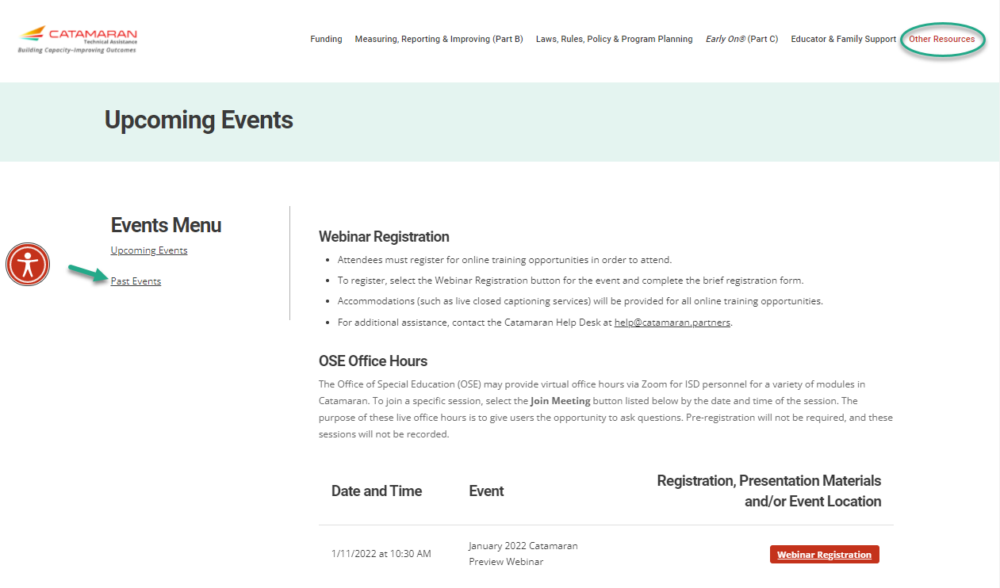 CATAMARAN
Technical Assistance
Building Capacity–Improving Outcomes
Funding Measuring, Reporting & Improving (Part B) Laws, Rules, Policy & Program Planning Early On® (Part C) Educator & Family Support Other Resources
Upcoming Events
Events Menu
Upcoming Events
Past Events
Webinar Registration
• Attendees must register for online training opportunities in order to attend.
• To register, select the Webinar Registration button for the event and complete the brief registration form.
• Accommodations (such as live closed captioning services) will be provided for all online training opportunities.
• For additional assistance, contact the Catamaran Help Desk at help@catamaran.partners.
OSE Office Hours
The Office of Special Education (OSE) may provide virtual office hours via Zoom for ISD personnel for a variety of modules in
Catamaran. To join a specific session, select the Join Meeting button listed below by the date and time of the session. The
purpose of these live office hours is to give users the opportunity to ask questions. Pre-registration will not be required, and these
sessions will not be recorded.
Date and Time Event Registration, Presentation Materials
and/or Event Location
1/11/2022 at 10:30 AM January 2022 Catamaran
Preview Webinar Webinar Registration